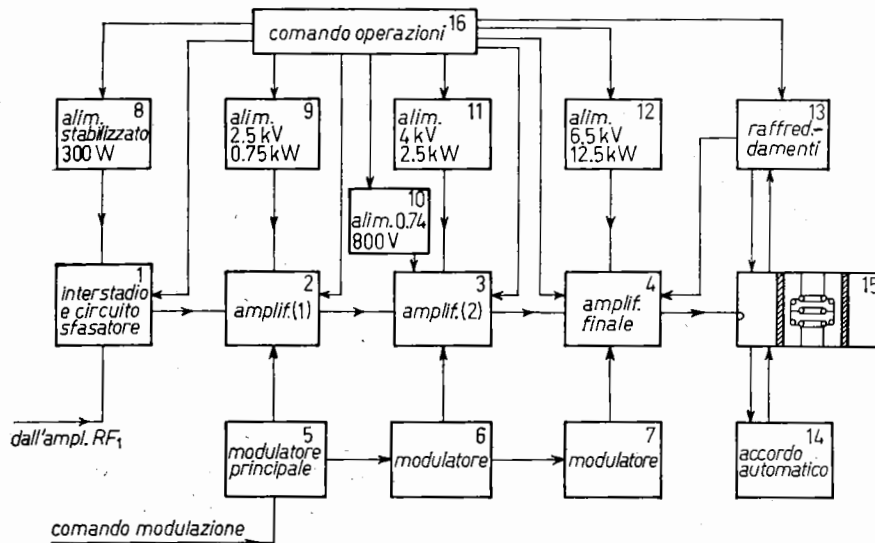 comando operazioni 16
8
alim.
stabilizzato
300 W
9
alim.
2.5 kV
0.75 kW
11
alim.
4 kV
2.5 kW
12
alim.
6.5 kV
12.5 kW
13
raffred.-
damenti
10
alim. 0.74
800 V
1
interstadio
e circuito
sfasatore
2
amplif.(1)
3
amplif.(2)
4
amplif.
finale
15
dall'ampl. RF1
5
modulatore
principale
6
modulatore
7
modulatore
14
accordo
automatico
comando modulazione